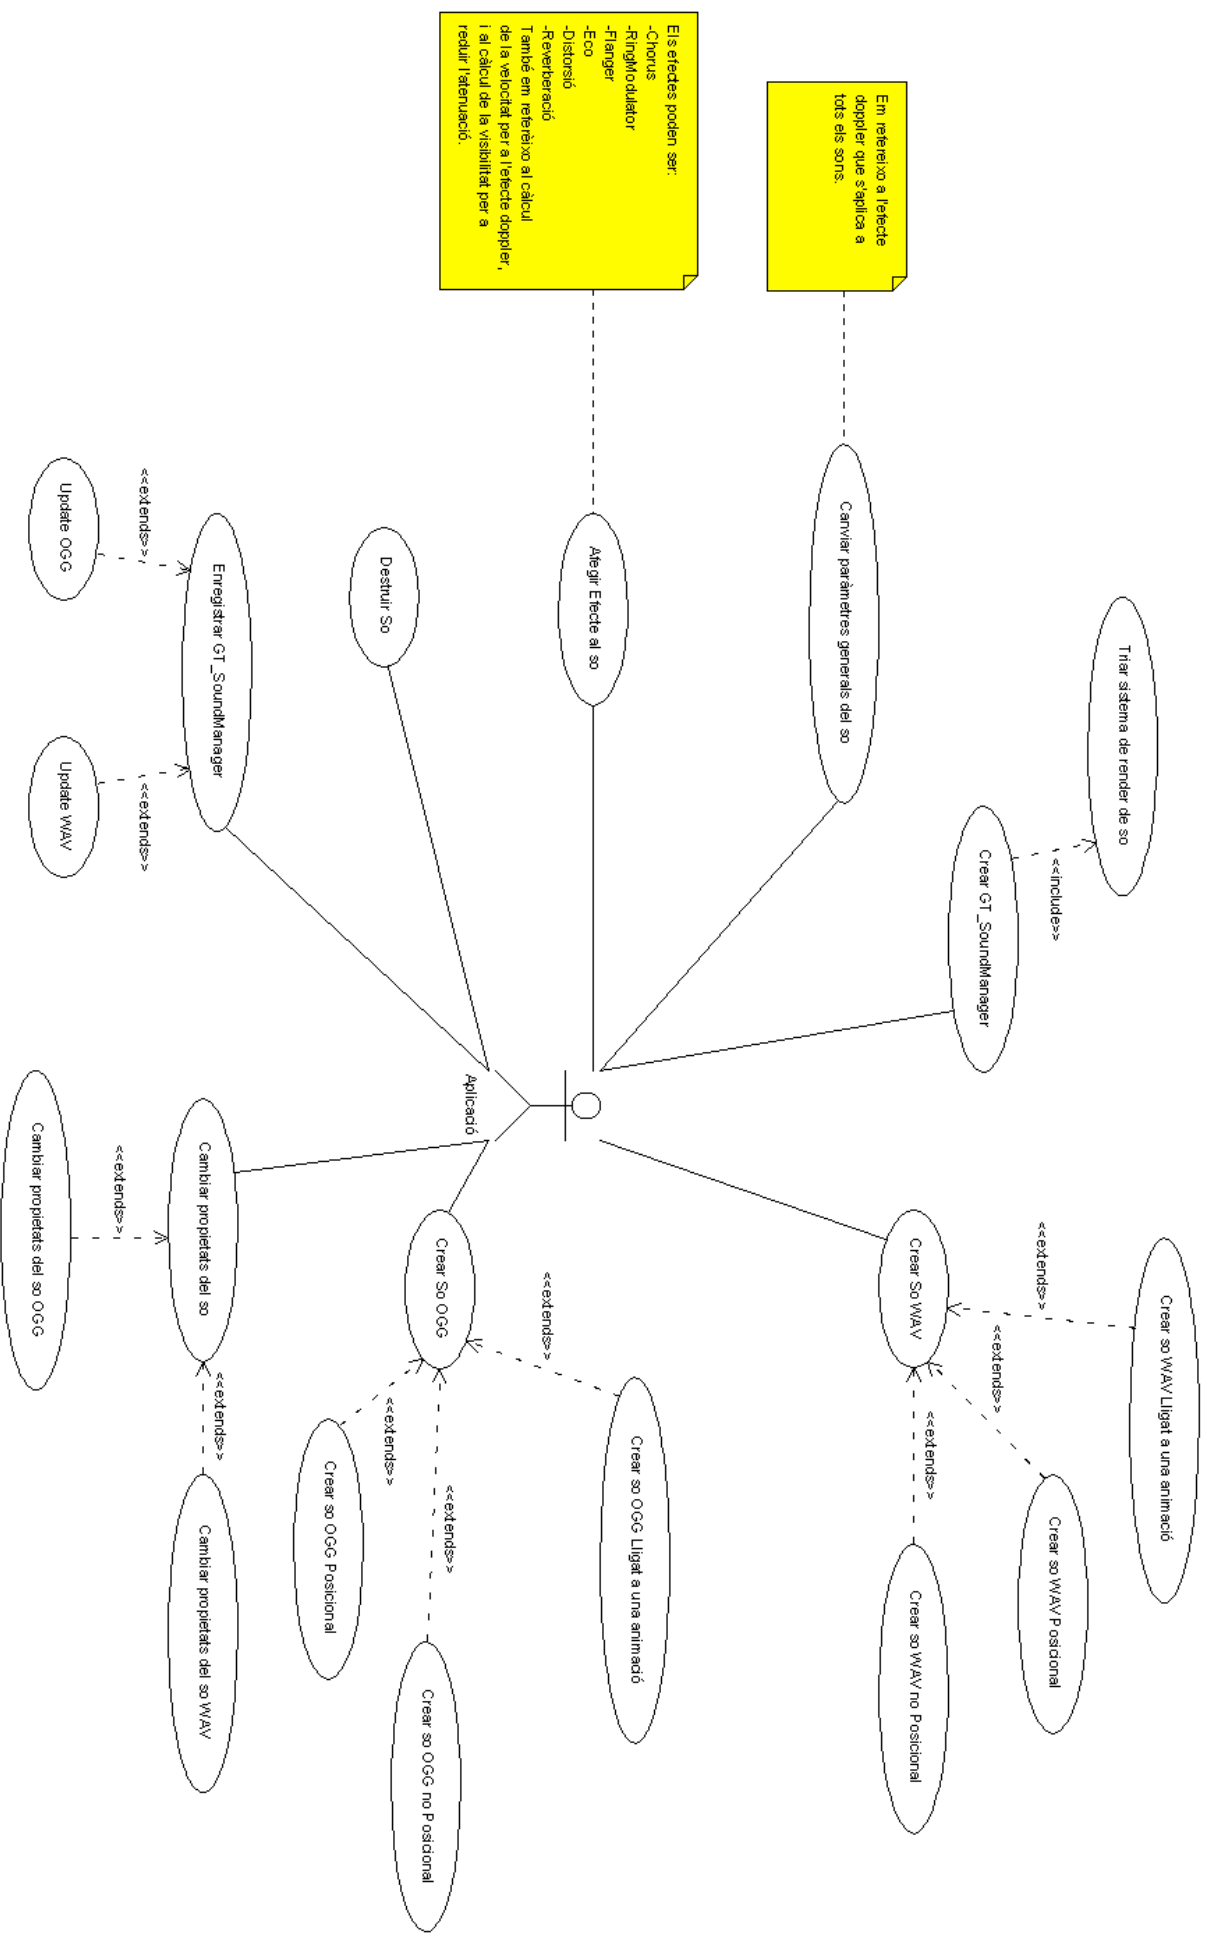 Triar sistema de render de so
<<include>>
Crear GT_SoundManager
Em refereixo a l'efecte
doppler que s'aplica a
tots els sons.
Canviar paràmetres generals del so
Els efectes poden ser:
-Chorus
-RingModulator
-Flanger
-Eco
-Distorsió
-Reverberació
També em referèixo al càlcul
de la velocitat per a l'efecte doppler,
i al càlcul de la visibilitat per a
reduir l'atenuació.
Afegir Efecte al so
Destruir So
Enregistrar GT_SoundManager
<<extends>>
<<extends>>
Update OGG
Update WAV
Aplicació
Crear so WAV Lligat a una animació
<<extends>>
Crear so WAV Posicional
<<extends>>
Crear So WAV
<<extends>>
Crear so WAV no Posicional
Crear so OGG Lligat a una animació
<<extends>>
Crear So OGG
<<extends>>
Crear so OGG no Posicional
<<extends>>
Crear so OGG Posicional
Cambiar propietats del so
<<extends>>
Cambiar propietats del so WAV
<<extends>>
Cambiar propietats del so OGG